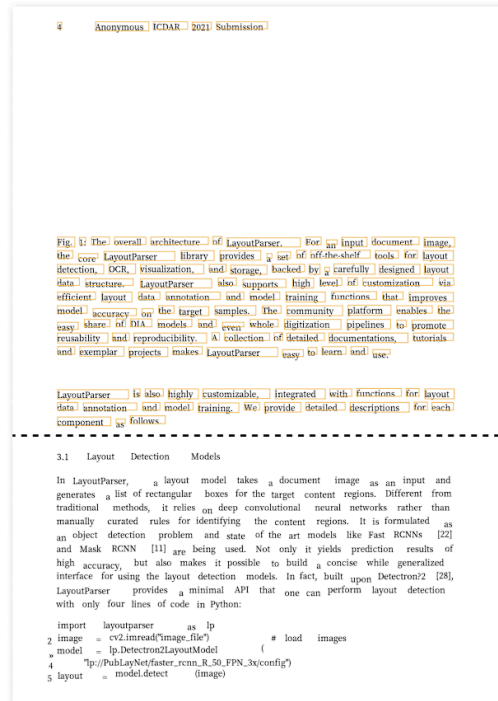 4 Anonymous ICDAR 2021 Submission
Fig. 1: The overall architecture of LayoutParser. For an input document image,
the core LayoutParser library provides a set of off-the-shelf tools for layout
detection, OCR, visualization, and storage, backed by a carefully designed layout
data structure. LayoutParser also supports high level of customization via
efficient layout data annotation and model training functions that improves
model accuracy on the target samples. The community platform enables the
easy share of DIA models and even whole digitization pipelines to promote
reusability and reproducibility. A collection of detailed documentations, tutorials
and exemplar projects makes LayoutParser easy to learn and use.
LayoutParser is also highly customizable, integrated with functions for layout
data annotation and model training. We provide detailed descriptions for each
component as follows.
3.1 Layout Detection Models
In LayoutParser, a layout model takes a document image as an input and
generates a list of rectangular boxes for the target content regions. Different from
traditional methods, it relies on deep convolutional neural networks rather than
manually curated rules for identifying the content regions. It is formulated as
an object detection problem and state of the art models like Fast RCNNs [22]
and Mask RCNN [11] are being used. Not only it yields prediction results of
high accuracy, but also makes it possible to build a concise while generalized
interface for using the layout detection models. In fact, built upon Detectron?2 [28],
LayoutParser provides a minimal API that one can perform layout detection
with only four lines of code in Python:
import layoutparser as lp
2 image = cv2.imread("image_file") # load images
» model = lp.Detectron2LayoutModel (
4 "lp://PubLayNet/faster_rcnn_R_50_FPN_3x/config")
5 layout = model.detect (image)